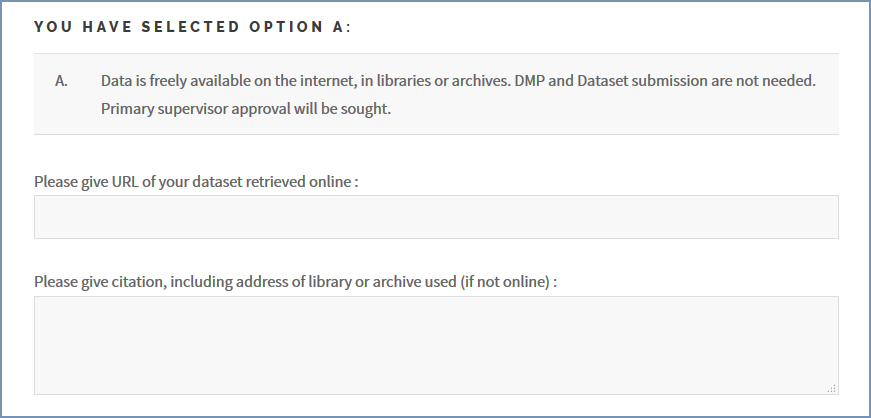 YOU HAVE SELECTED OPTION A:
A. Data is freely available on the internet, in libraries or archives. DMP and Dataset submission are not needed.
Primary supervisor approval will be sought.
Please give URL of your dataset retrieved online :
Please give citation, including address of library or archive used (if not online) :